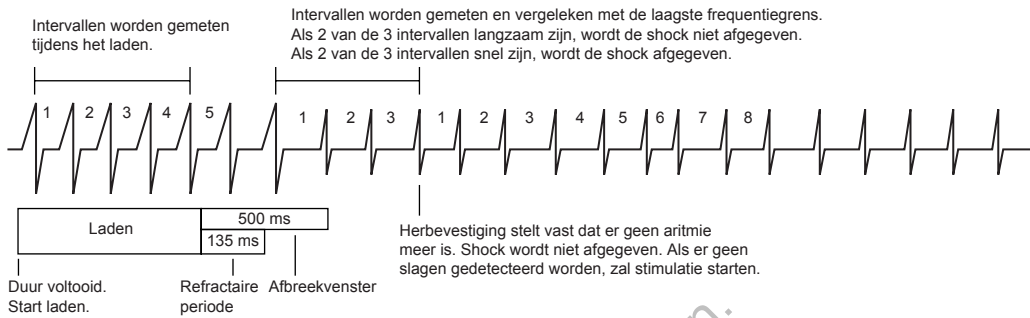 Intervallen worden gemeten
tijdens het laden.
Intervallen worden gemeten en vergeleken met de laagste frequentiegrens.
Als 2 van de 3 intervallen langzaam zijn, wordt de shock niet afgegeven.
Als 2 van de 3 intervallen snel zijn, wordt de shock afgegeven.
1 2 3 4 5 1 2 3 1 2 3 4 5 6 7 8
Laden
500 ms
135 ms
Duur voltooid.
Start laden.
Refractaire
periode
Afbreekvenster
Herbevestiging stelt vast dat er geen aritmie
meer is. Shock wordt niet afgegeven. Als er geen
slagen gedetecteerd worden, zal stimulatie starten.